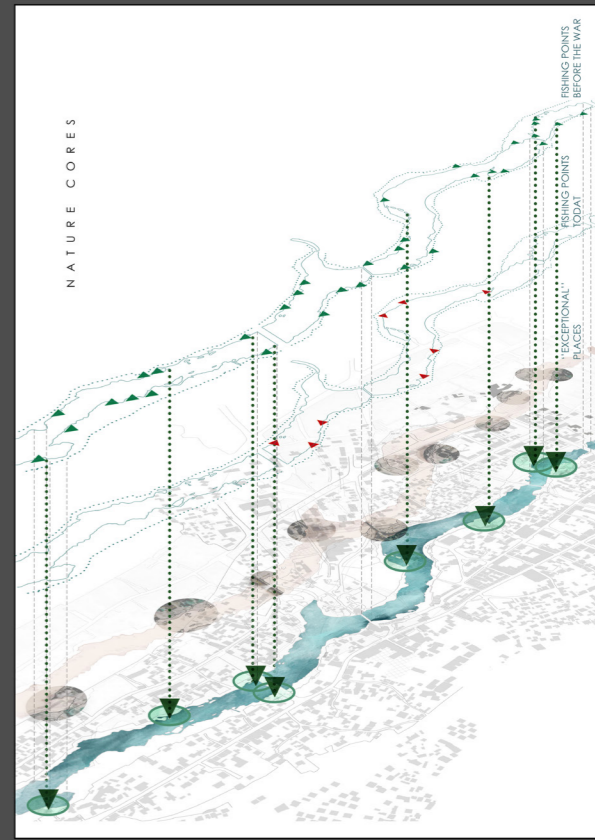 NATURE CORES
FISHING POINTS
BEFORE THE WAR
FISHING POINTS
TODAT
"EXCEPTIONAL"
PLACES